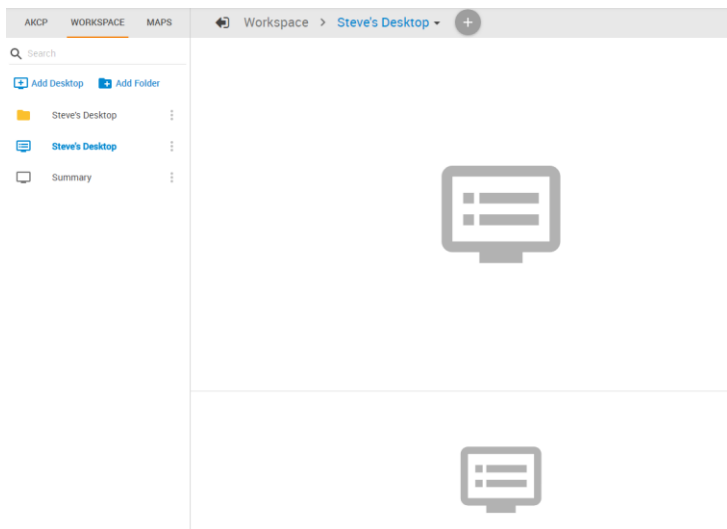 AKCP WORKSPACE MAPS
Workspace > Steve's Desktop
Search
Add Desktop Add Folder
Steve's Desktop
Steve's Desktop
Summary